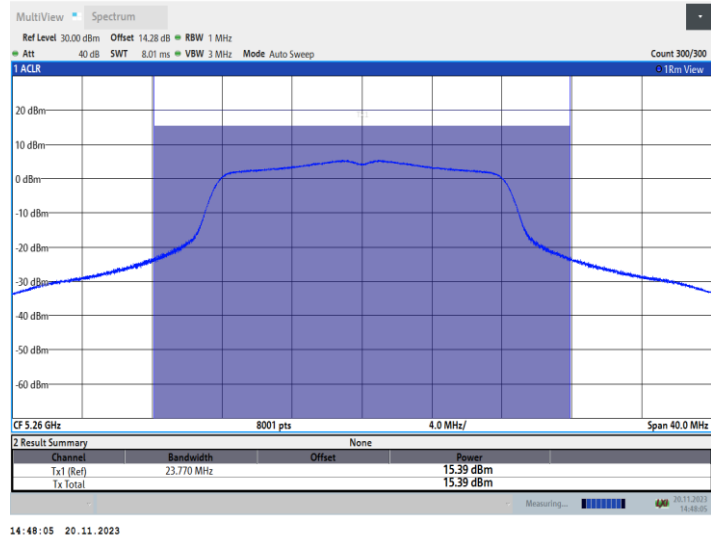 MultiView Spectrum
Ref Level 30.00 dBm Offset 14.28 dB RBW 1 MHz
Att 40 dB SWT 8.01 ms VBW 3 MHz Mode Auto Sweep Count 300/300
1 ACLR 1Rm View
20 dBm
10 dBm
0 dBm
-10 dBm
-20 dBm
-30 dBm
-40 dBm
-50 dBm
-60 dBm
CF 5.26 GHz 8001 pts 4.0 MHz/ Span 40.0 MHz
2 Result Summary None
Channel Bandwidth Offset Power
Tx1 (Ref) 23.770 MHz 15.39 dBm
Tx Total 15.39 dBm
Measuring... 20.11.2023
14:48:05
14:48:05 20.11.2023